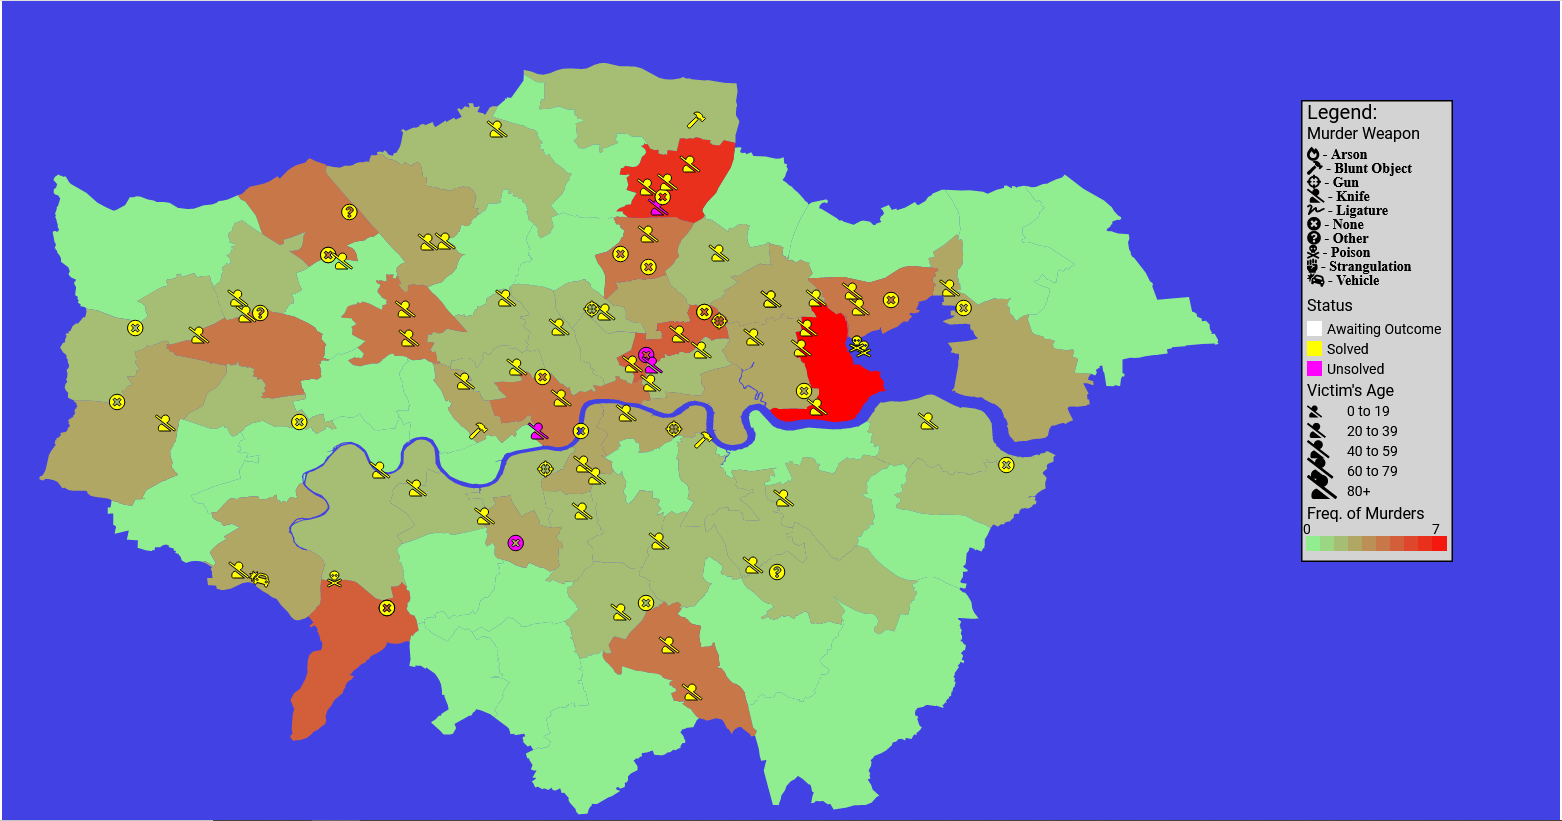 Legend:
Murder Weapon
- Arson
- Blunt Object
- Gun
- Knife
- Ligature
- None
- Other
- Poison
- Strangulation
- Vehicle
Status
Awaiting Outcome
Solved
Unsolved
Victim's Age
0 to 19
20 to 39
40 to 59
60 to 79
80+
Freq. of Murders
0 7